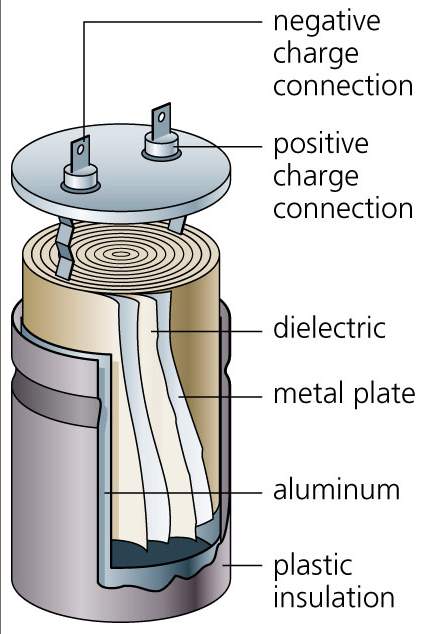 negative
charge
connection
positive
charge
connection
dielectric
metal plate
aluminum
plastic
insulation